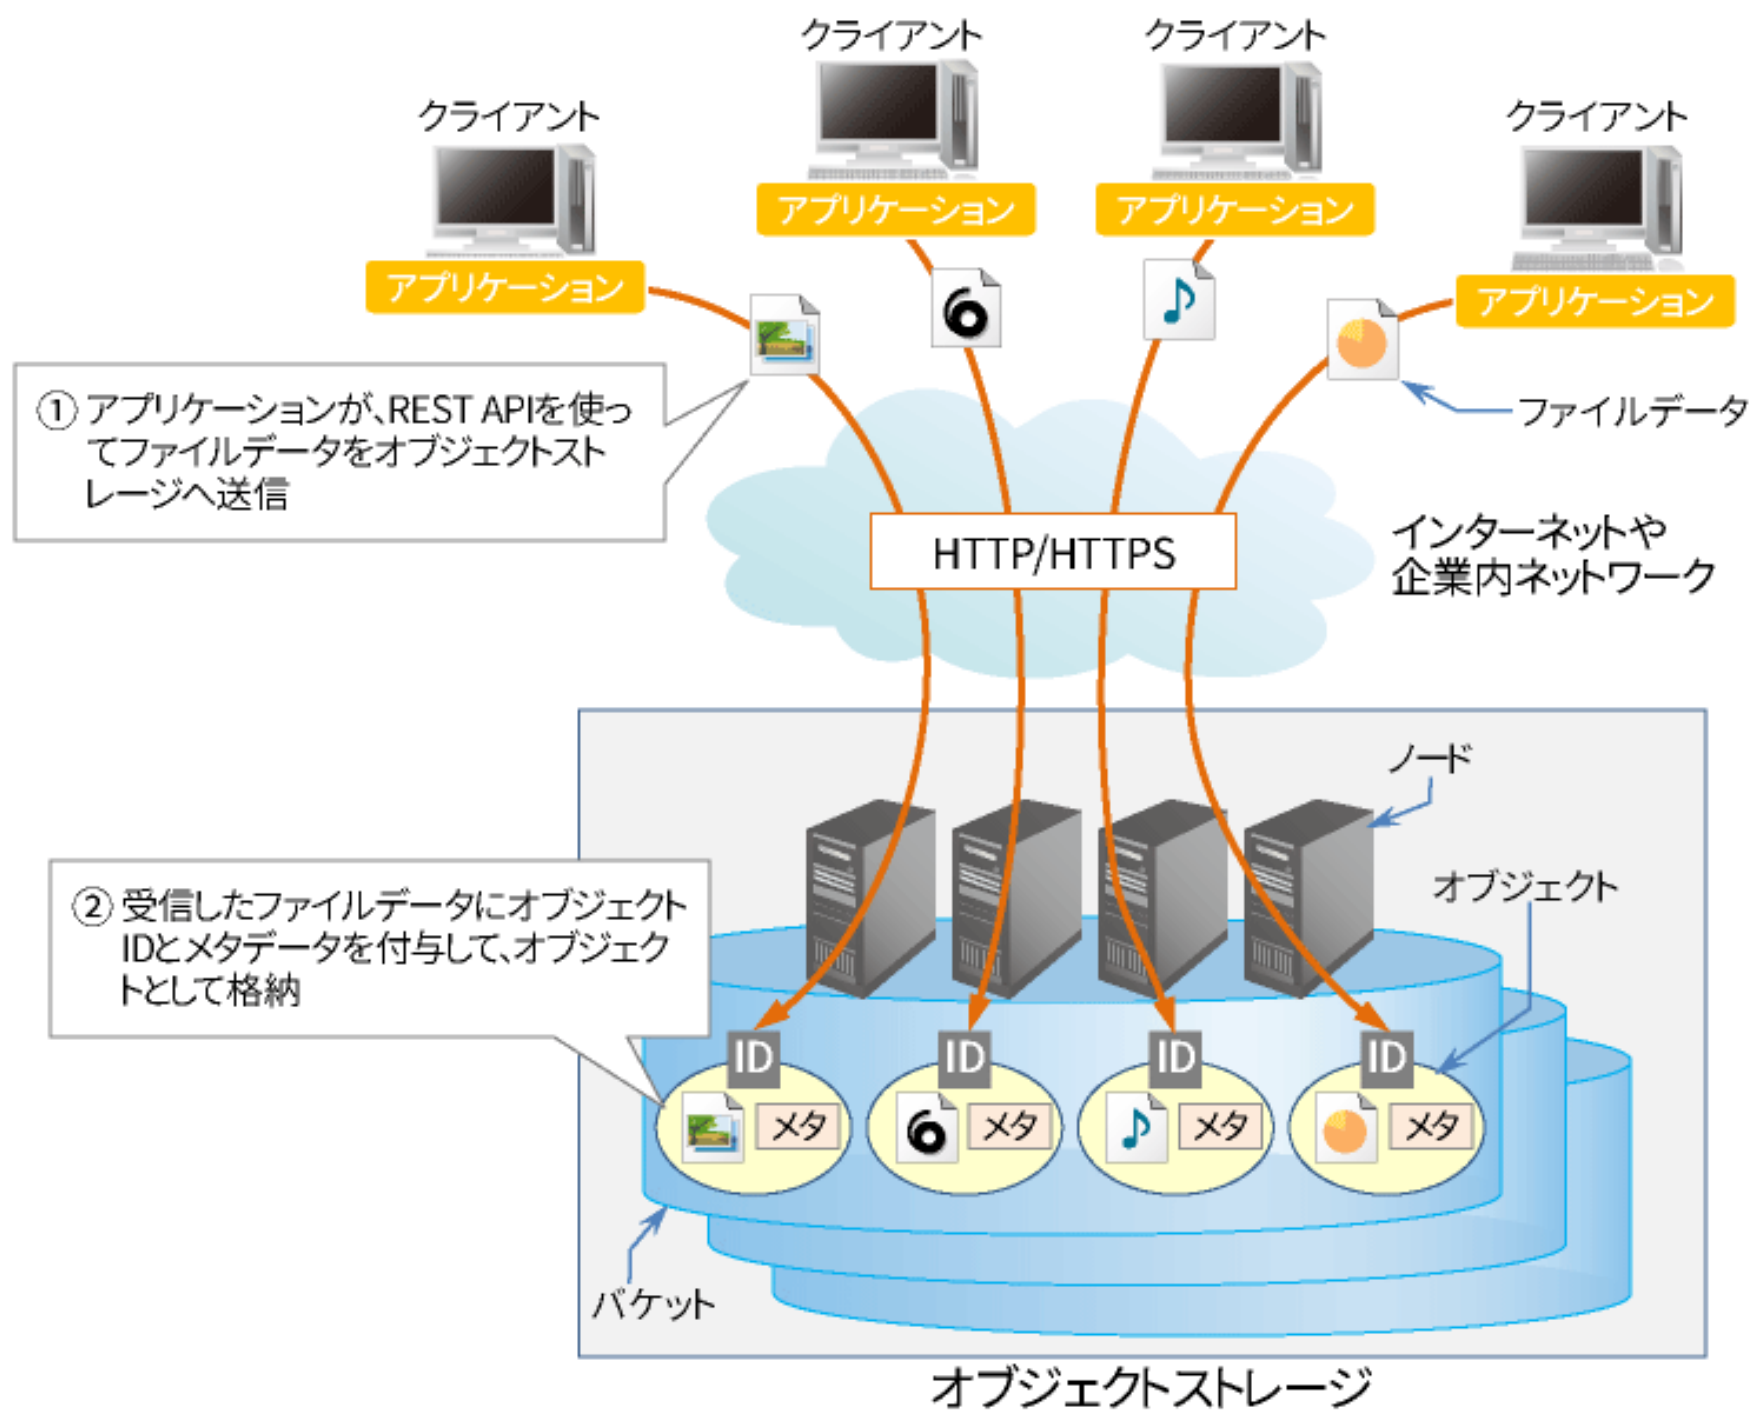 クライアント
クライアント
クライアント
クライアント
アプリケーション
アプリケーション
アプリケーション
アプリケーション
① アプリケーションが、REST APIを使っ
てファイルデータをオブジェクトスト
レージへ送信
ファイルデータ
HTTP/HTTPS
インターネットや
企業内ネットワーク
ノード
オブジェクト
② 受信したファイルデータにオブジェクト
IDとメタデータを付与して、オブジェク
トとして格納
ID
ID
ID
ID
メタ
メタ
メタ
メタ
バケット
オブジェクトストレージ